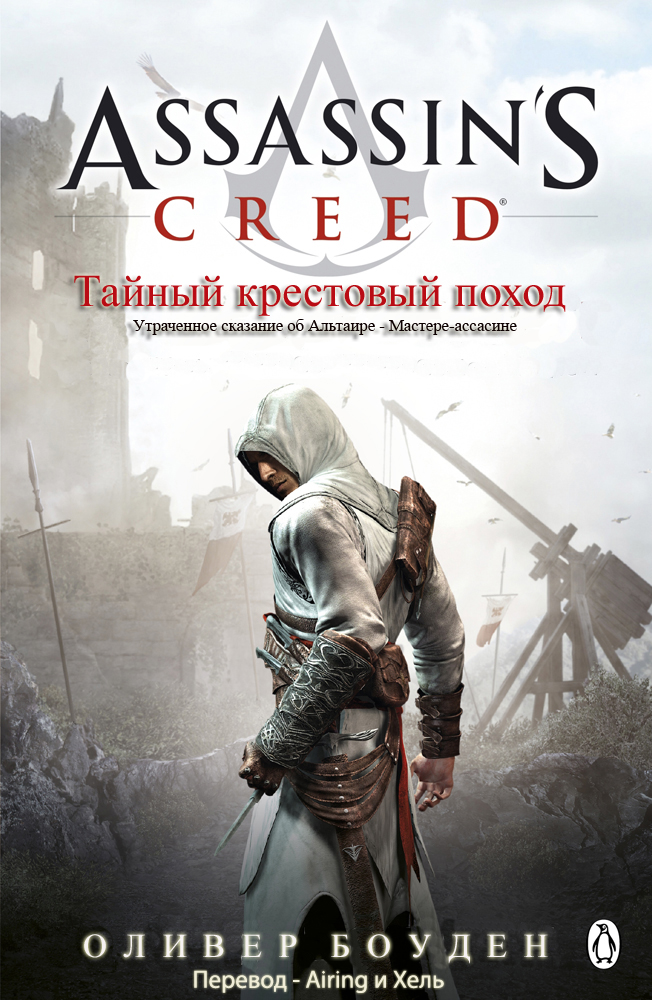 ASSASSIN'S
CREED®
Тайный крестовый поход
Утраченное сказание об Альтаире - Мастере-ассасине
ОЛИВЕР БОУДЕН
Перевод - Airing и Хель